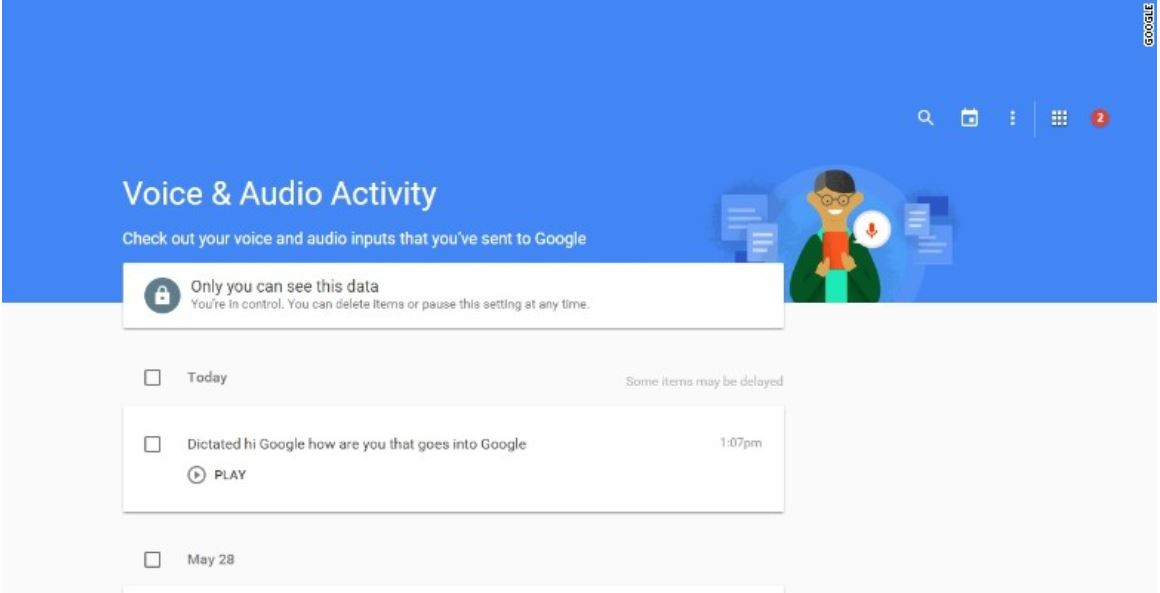 GOOGLE
2
Voice & Audio Activity
Check out your voice and audio inputs that you've sent to Google
Only you can see this data
You're in control. You can delete items or pause this setting at any time.
Today
Some items may be delayed
Dictated hi Google how are you that goes into Google
1:07pm
PLAY
May 28